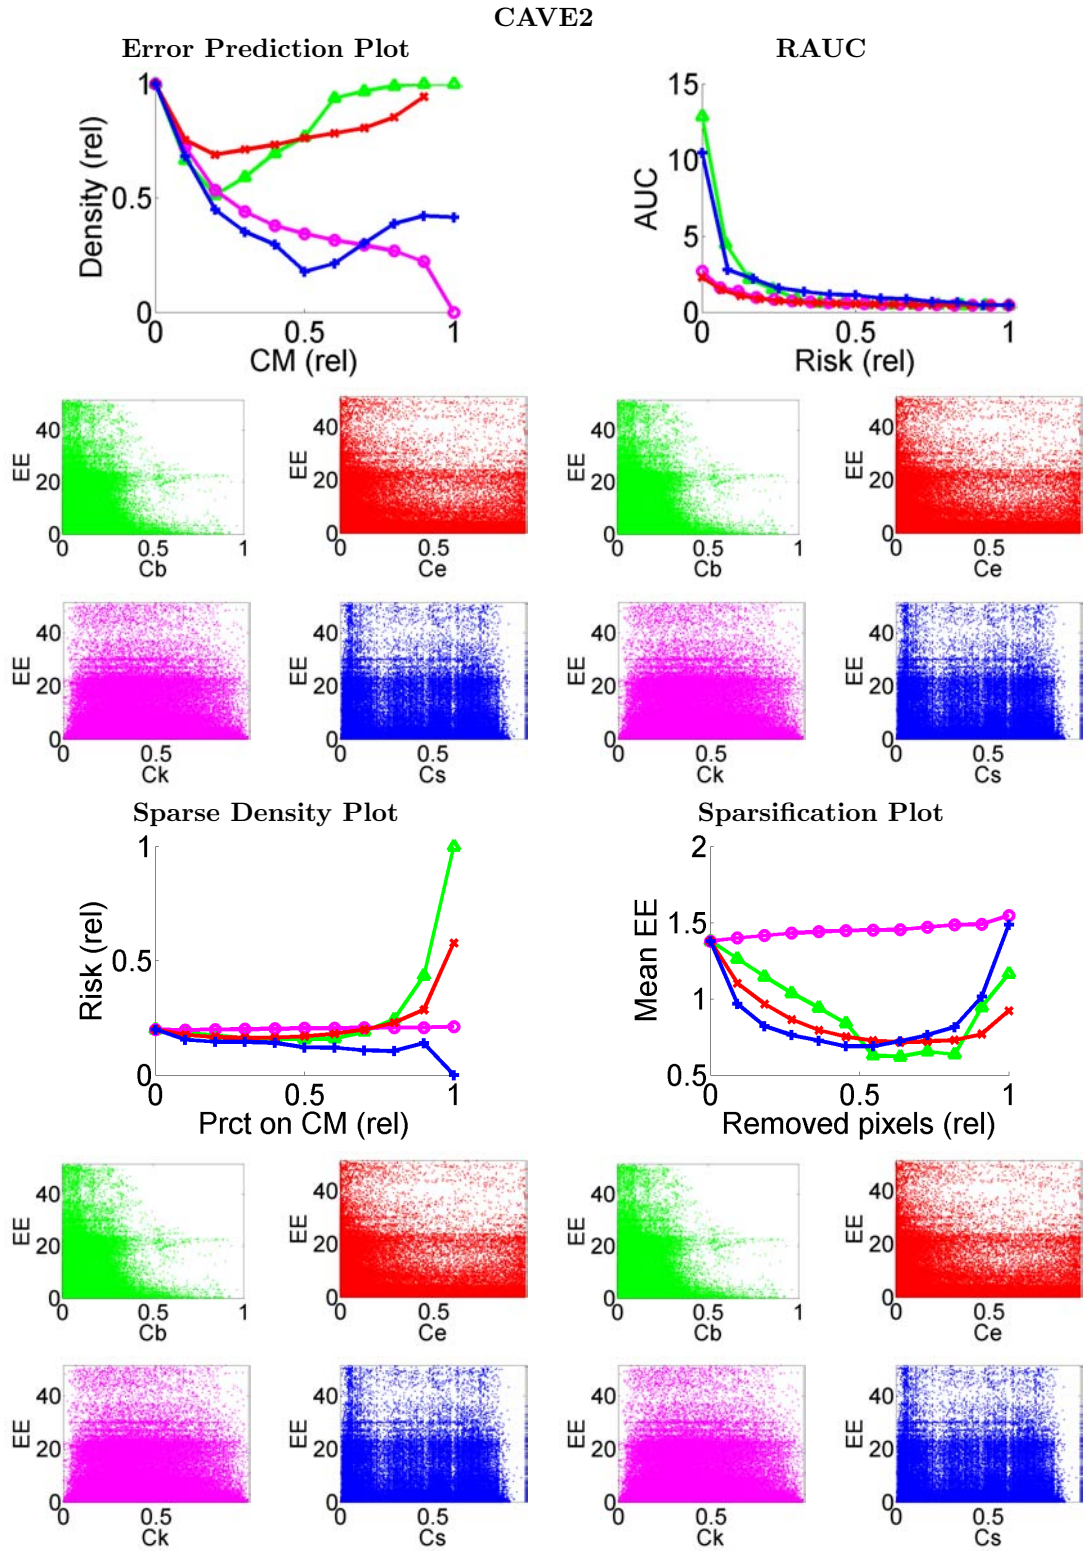 CAVE2
Error Prediction Plot
RAUC
1
0.5
0
Density (rel)
0 0.5 1
CM (rel)
15
10
5
0
AUC
0 0.5 1
Risk (rel)
40
20
0
EE
0 0.5 1
Cb
40
20
0
EE
0 0.5
Ce
40
20
0
EE
0 0.5 1
Cb
40
20
0
EE
0 0.5
Ce
40
20
0
EE
0 0.5
Ck
40
20
0
EE
0 0.5
Cs
40
20
0
EE
0 0.5
Ck
40
20
0
EE
0 0.5
Cs
Sparse Density Plot
Sparsification Plot
1
0.5
0
Risk (rel)
0 0.5 1
Prct on CM (rel)
2
1.5
1
0.5
Mean EE
0 0.5 1
Removed pixels (rel)
40
20
0
EE
0 0.5 1
Cb
40
20
0
EE
0 0.5
Ce
40
20
0
EE
0 0.5 1
Cb
40
20
0
EE
0 0.5
Ce
40
20
0
EE
0 0.5
Ck
40
20
0
EE
0 0.5
Cs
40
20
0
EE
0 0.5
Ck
40
20
0
EE
0 0.5
Cs